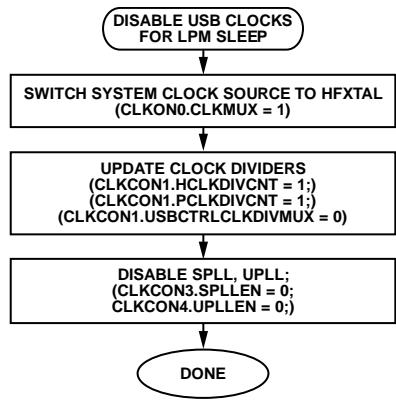 DISABLE USB CLOCKS
FOR LPM SLEEP
SWITCH SYSTEM CLOCK SOURCE TO HFXTAL
(CLKON0.CLKMUX = 1)
UPDATE CLOCK DIVIDERS
(CLKCON1.HCLKDIVCNT = 1;)
(CLKCON1.PCLKDIVCNT = 1;)
(CLKCON1.USBCTRLCLKDIVMUX = 0)
DISABLE SPLL, UPLL;
(CLKCON3.SPLLEN = 0;
CLKCON4.UPLLEN = 0;)
DONE